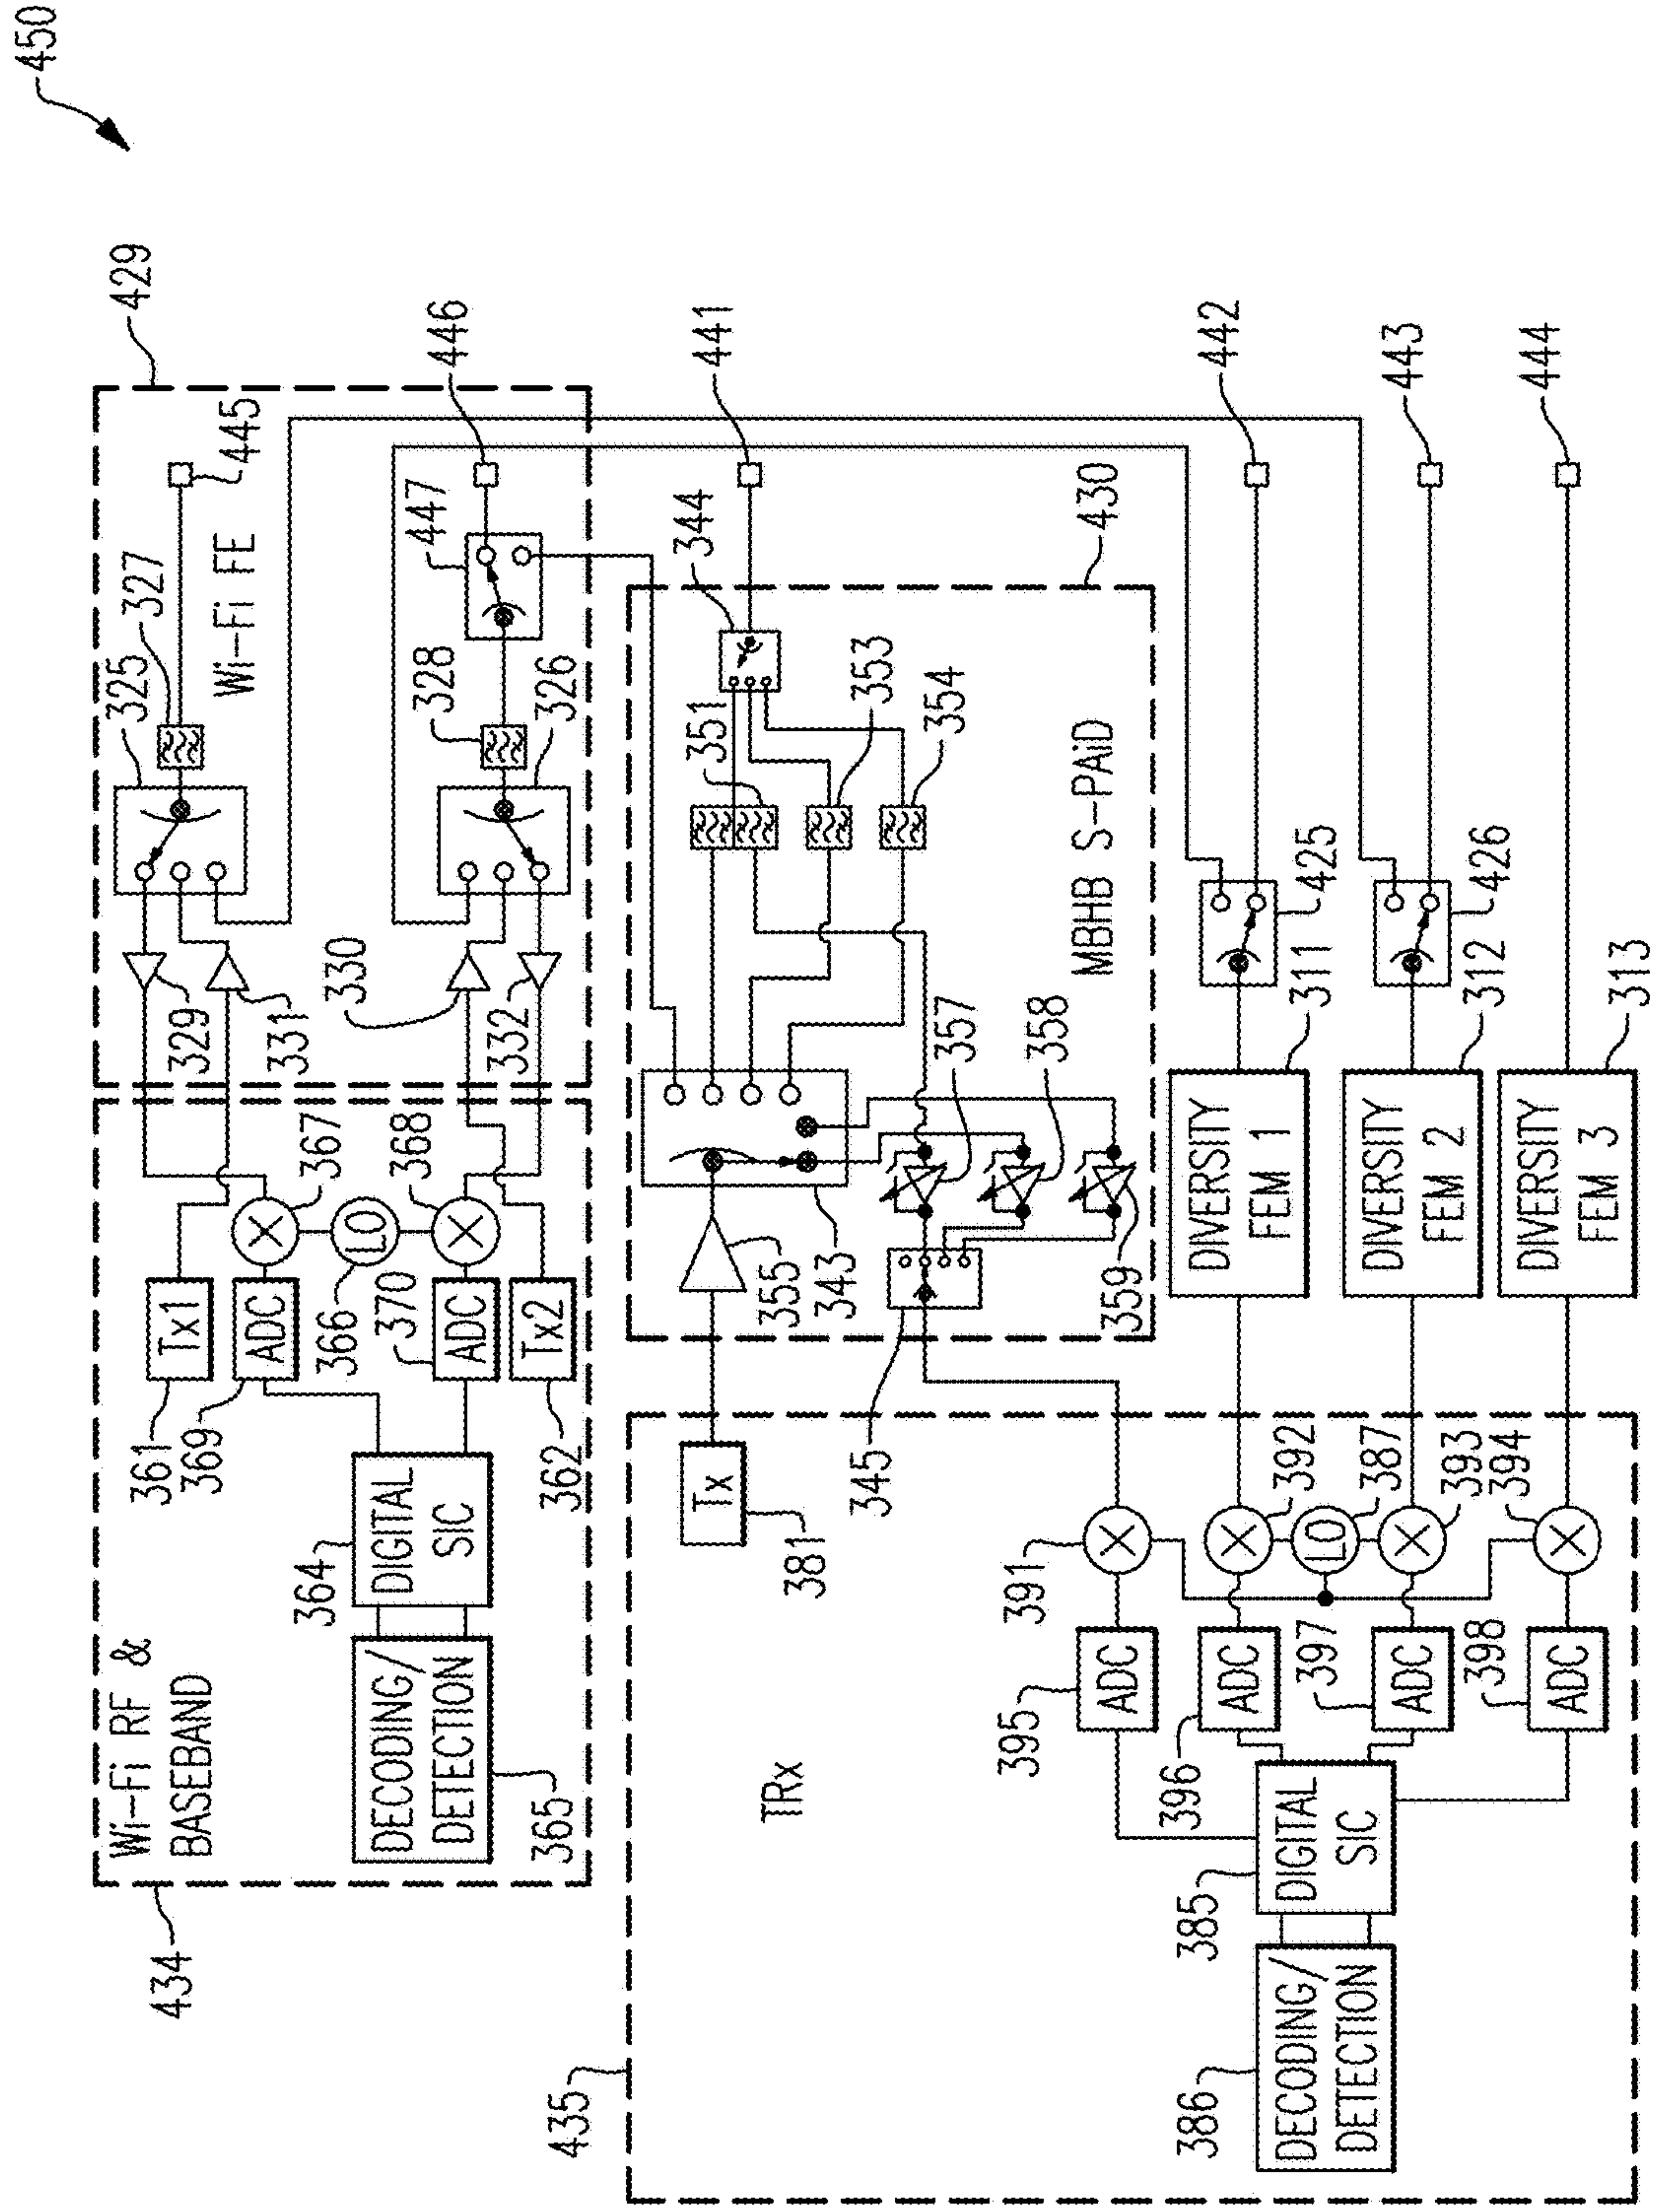 450
434
Wi-Fi RF &
BASEBAND
429
Wi-Fi FE
361
Tx1
369
ADC
367
366
LO
368
370
ADC
362
Tx2
364
DIGITAL
SIC
365
DECODING/
DETECTION
329
331
330
332
325
327
445
328
326
447
446
435
TRx
Tx
381
430
MBHB S-PAiD
355
343
345
357
358
359
351
353
354
344
441
391
392
387
LO
393
394
395
ADC
396
ADC
397
ADC
398
ADC
385
DIGITAL
SIC
386
DECODING/
DETECTION
DIVERSITY
FEM 1
311
DIVERSITY
FEM 2
312
DIVERSITY
FEM 3
313
425
426
442
443
444